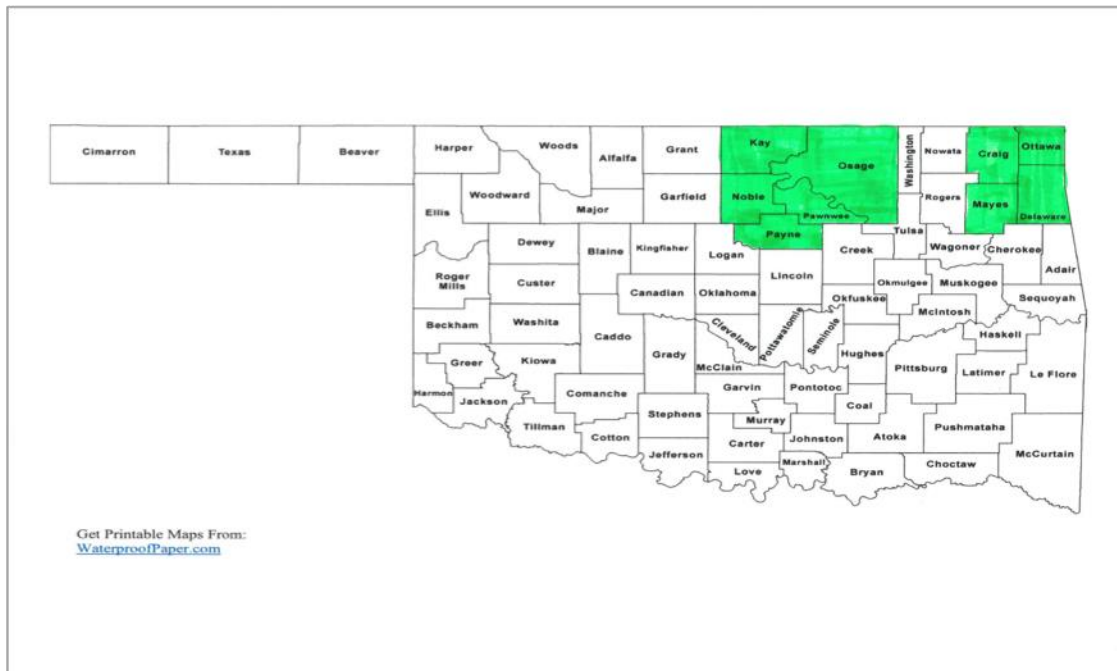 Cimarron
Texas
Beaver
Harper
Woods
Alfalfa
Grant
Kay
Osage
Washington
Nowata
Craig
Ottawa
Ellis
Woodward
Major
Garfield
Noble
Pawnwee
Rogers
Mayes
Delaware
Dewey
Blaine
Kingfisher
Logan
Payne
Creek
Tulsa
Wagoner
Cherokee
Adair
Roger
Mills
Custer
Canadian
Oklahoma
Lincoln
Okmulgee
Muskogee
Sequoyah
Beckham
Washita
Caddo
Cleveland
Pottawatomie
Seminole
Okfuskee
McIntosh
Haskell
Greer
Kiowa
Grady
McClain
Hughes
Pittsburg
Latimer
Le Flore
Harmon
Jackson
Comanche
Garvin
Pontotoc
Coal
Tillman
Cotton
Stephens
Murray
Carter
Johnston
Atoka
Pushmataha
McCurtain
Jefferson
Love
Marshall
Bryan
Choctaw
Get Printable Maps From:
WaterproofPaper.com